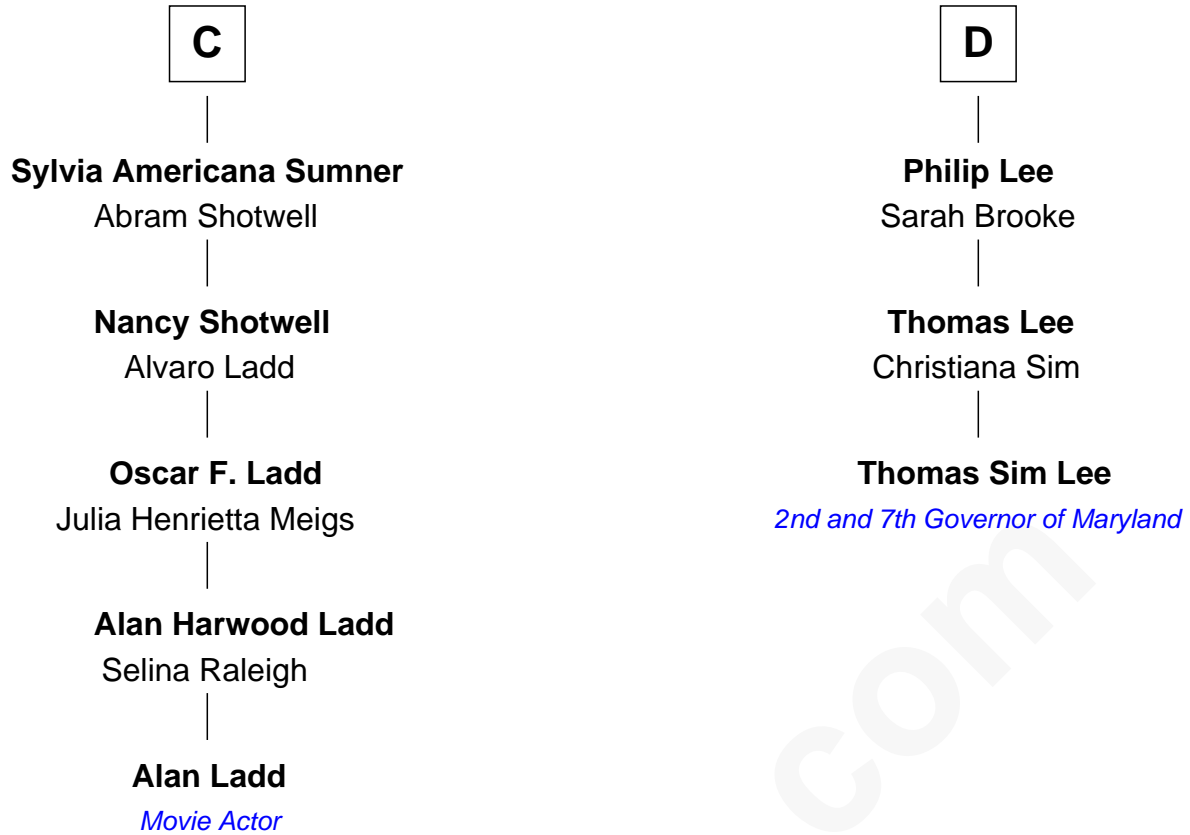 C
Sylvia Americana Sumner
Abram Shotwell
Nancy Shotwell
Alvaro Ladd
Oscar F. Ladd
Julia Henrietta Meigs
Alan Harwood Ladd
Selina Raleigh
Alan Ladd
Movie Actor
D
Philip Lee
Sarah Brooke
Thomas Lee
Christiana Sim
Thomas Sim Lee
2nd and 7th Governor of Maryland
com